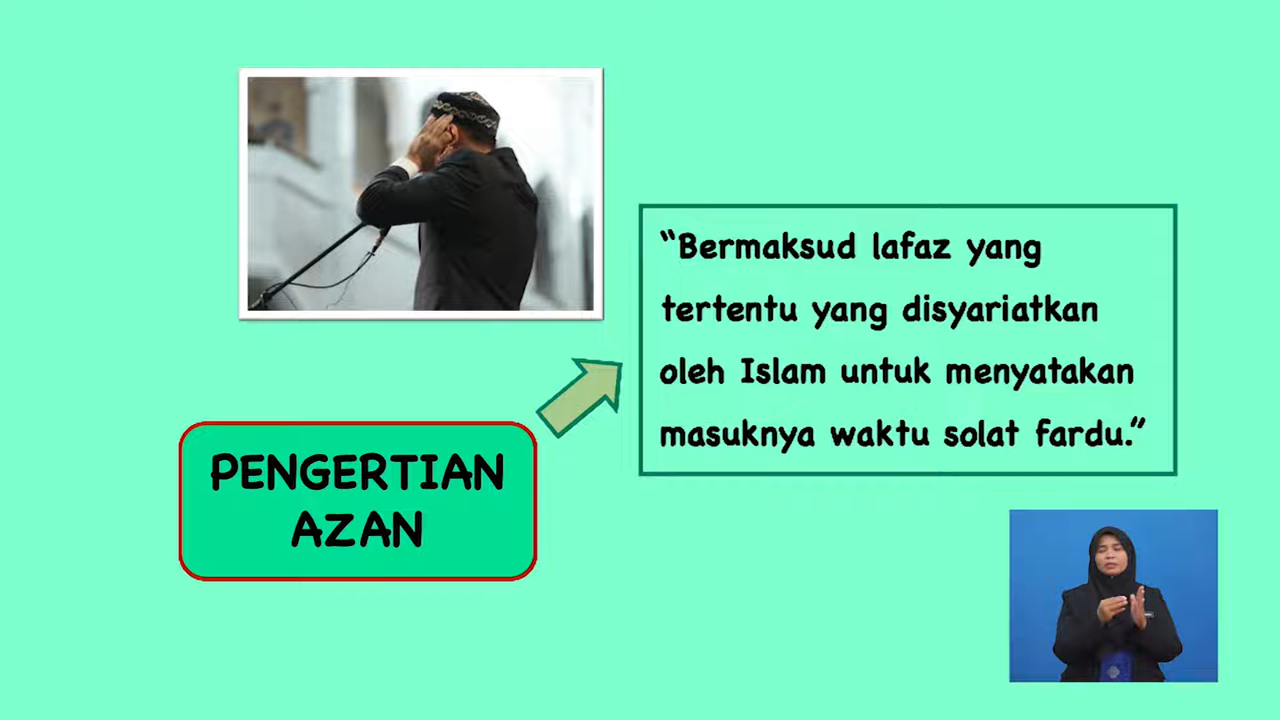 “Bermaksud lafaz yang
tertentu yang disyariatkan
oleh Islam untuk menyatakan
masuknya waktu solat fardu.”
PENGERTIAN
AZAN